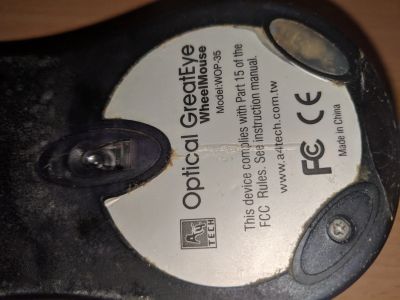 Optical GreatEye
WheelMouse
Model:WOP-35
A4
TECH
This device complies with Part 15 of the
FCC Rules. See instruction manual.
www.a4tech.com.tw
FC CE
Made in China